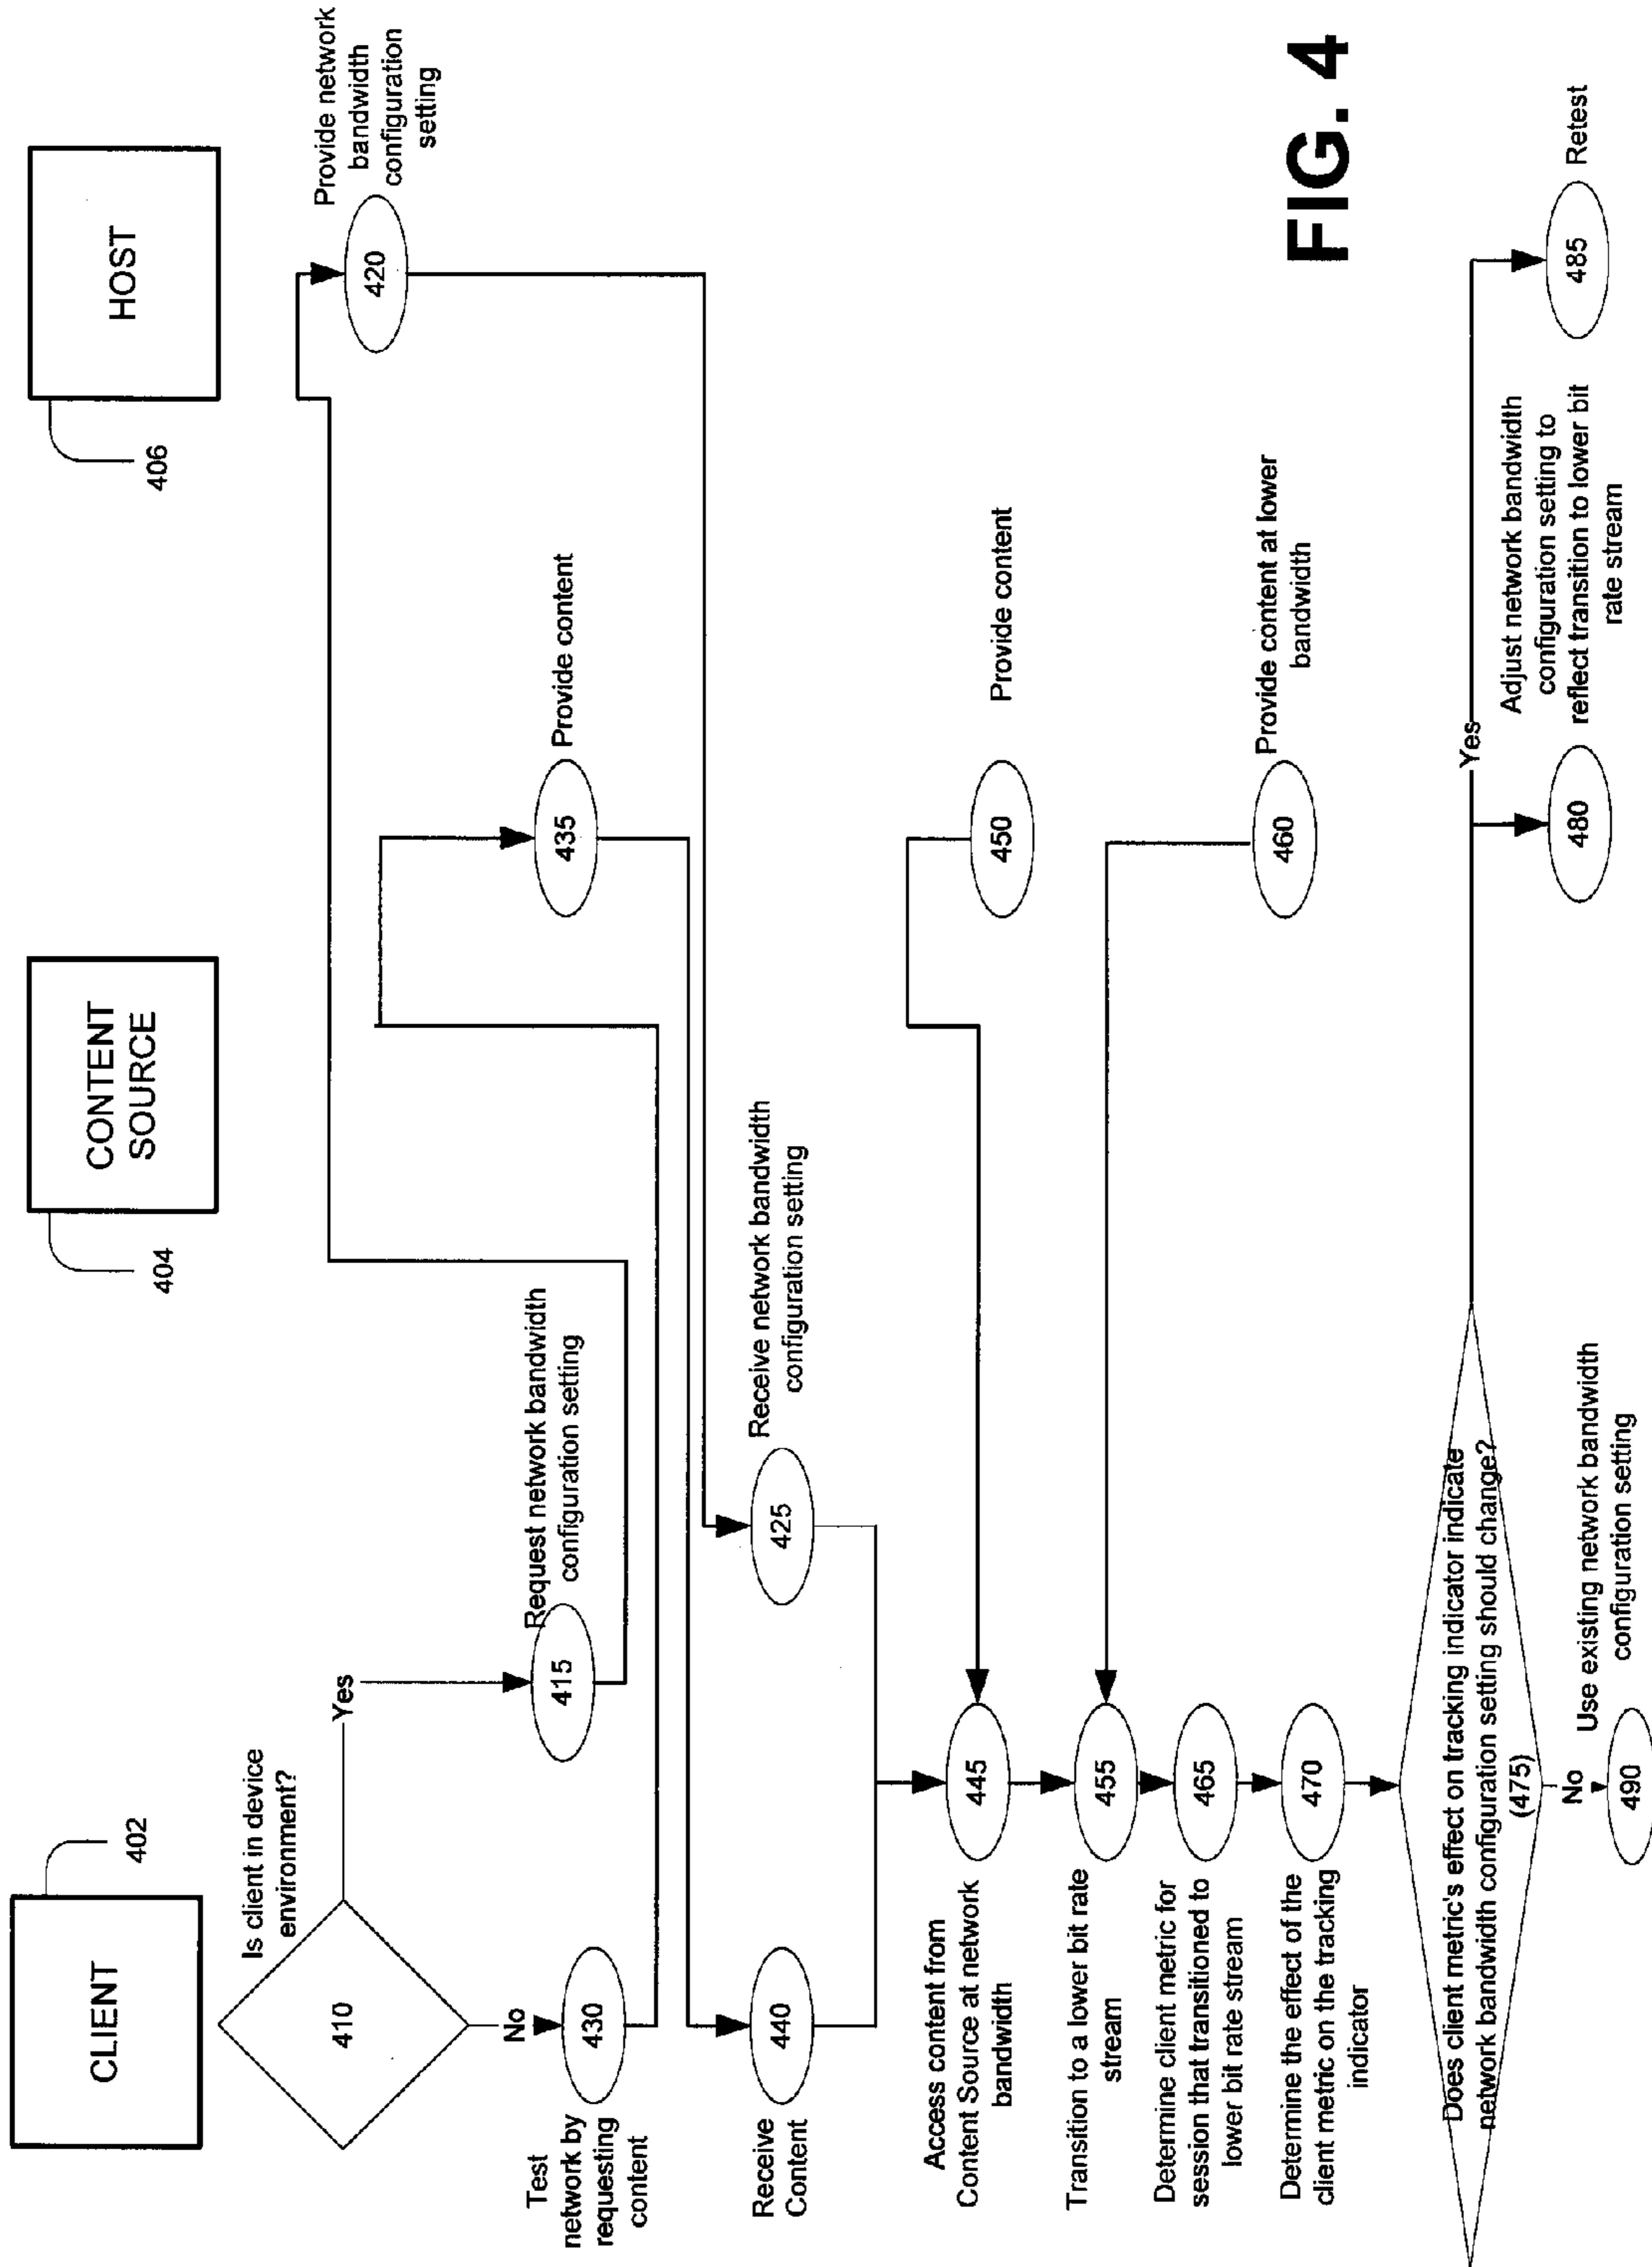 CLIENT
402
CONTENT
SOURCE
404
HOST
406
Is client in device
environment?
410
Yes
No
Request network bandwidth
configuration setting
415
Provide network
bandwidth
configuration
setting
420
Test
network by
requesting
content
430
435
Provide content
Receive
Content
440
425
Receive network bandwidth
configuration setting
Access content from
Content Source at network
bandwidth
445
450
Provide content
Transition to a lower bit rate
stream
455
460
Provide content at lower
bandwidth
Determine client metric for
session that transitioned to
lower bit rate stream
465
Determine the effect of the
client metric on the tracking
indicator
470
Does client metric's effect on tracking indicator indicate
network bandwidth configuration setting should change?
(475)
Yes
No
Use existing network bandwidth
configuration setting
490
Adjust network bandwidth
configuration setting to
reflect transition to lower bit
rate stream
480
485
Retest
FIG. 4